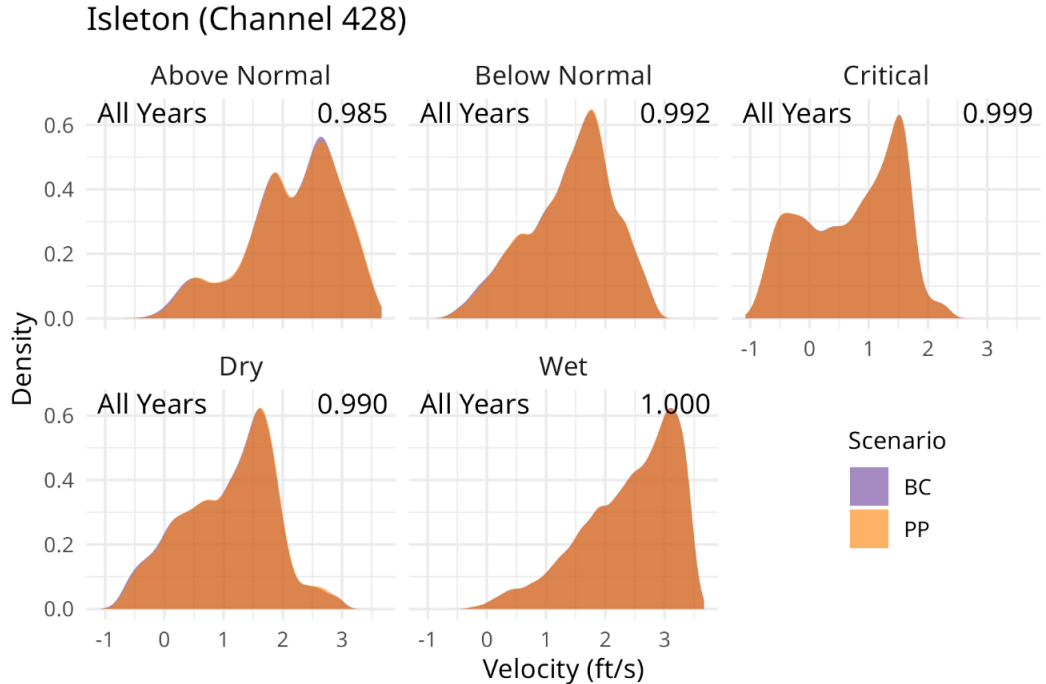 Isleton (Channel 428)
Above Normal
Below Normal
Critical
All Years 0.985
All Years 0.992
All Years 0.999
0.6
0.4
0.2
0.0
-1 0 1 2 3
Dry
Wet
All Years 0.990
All Years 1.000
0.6
0.4
0.2
0.0
-1 0 1 2 3
-1 0 1 2 3
Density
Velocity (ft/s)
Scenario
BC
PP